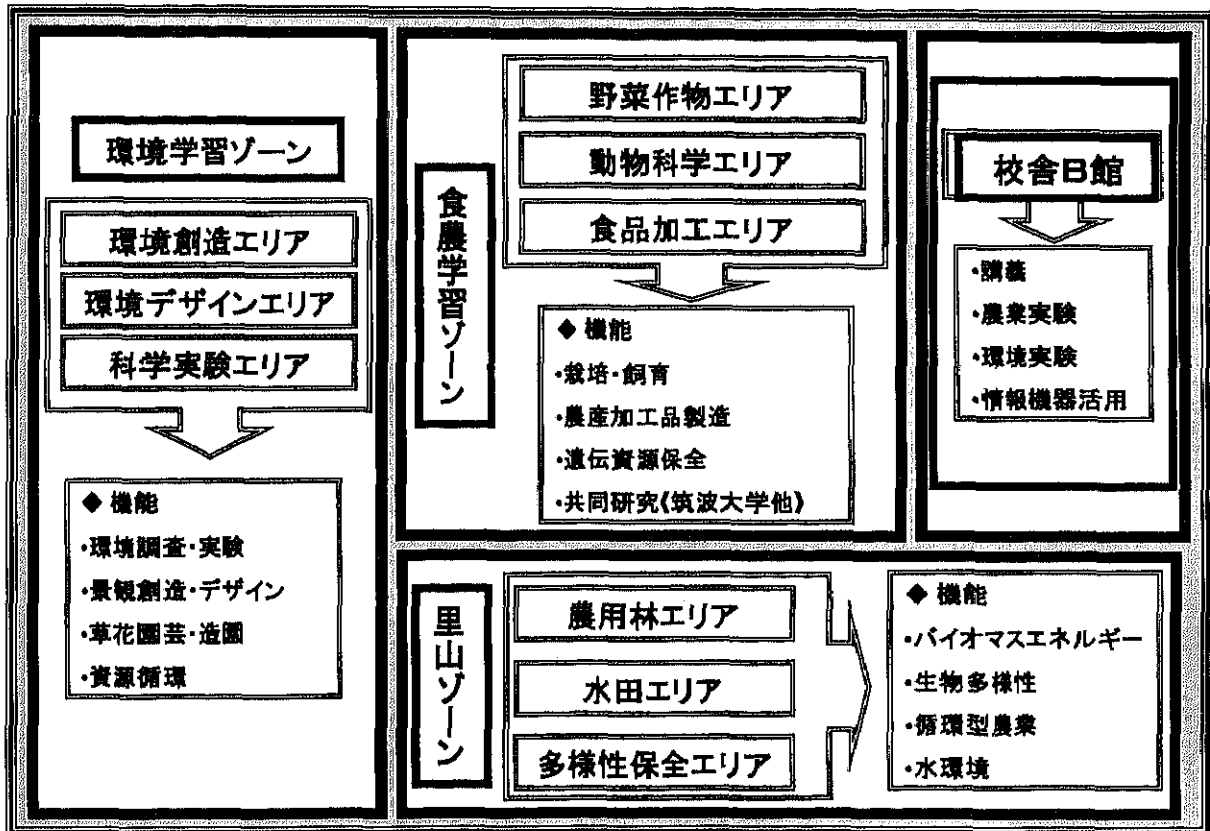 環境学習ゾーン
環境創造エリア
環境デザインエリア
科学実験エリア
◆ 機能
・環境調査・実験
・景観創造・デザイン
・草花園芸・造園
・資源循環
食農学習ゾーン
野菜作物エリア
動物科学エリア
食品加工エリア
◆ 機能
・栽培・飼育
・農産加工品製造
・遺伝資源保全
・共同研究(筑波大学他)
校舎B館
・講義
・農業実験
・環境実験
・情報機器活用
里山ゾーン
農用林エリア
水田エリア
多様性保全エリア
◆ 機能
・バイオマスエネルギー
・生物多様性
・循環型農業
・水環境